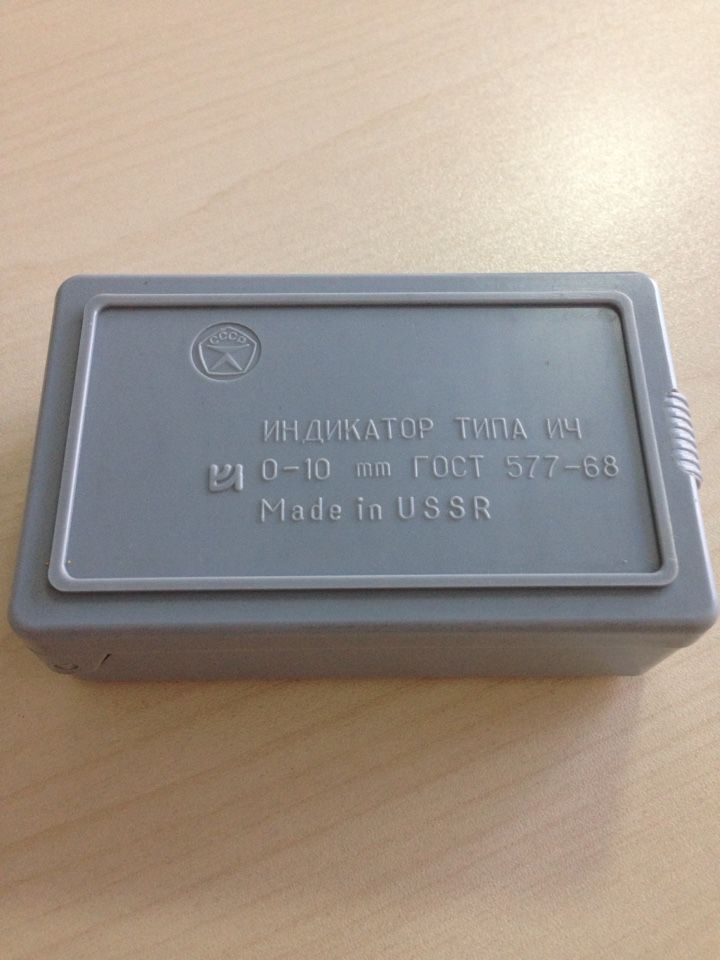 СССР
ИНДИКАТОР ТИПА ИЧ
0-10 mm ГОСТ 577-68
Made in USSR